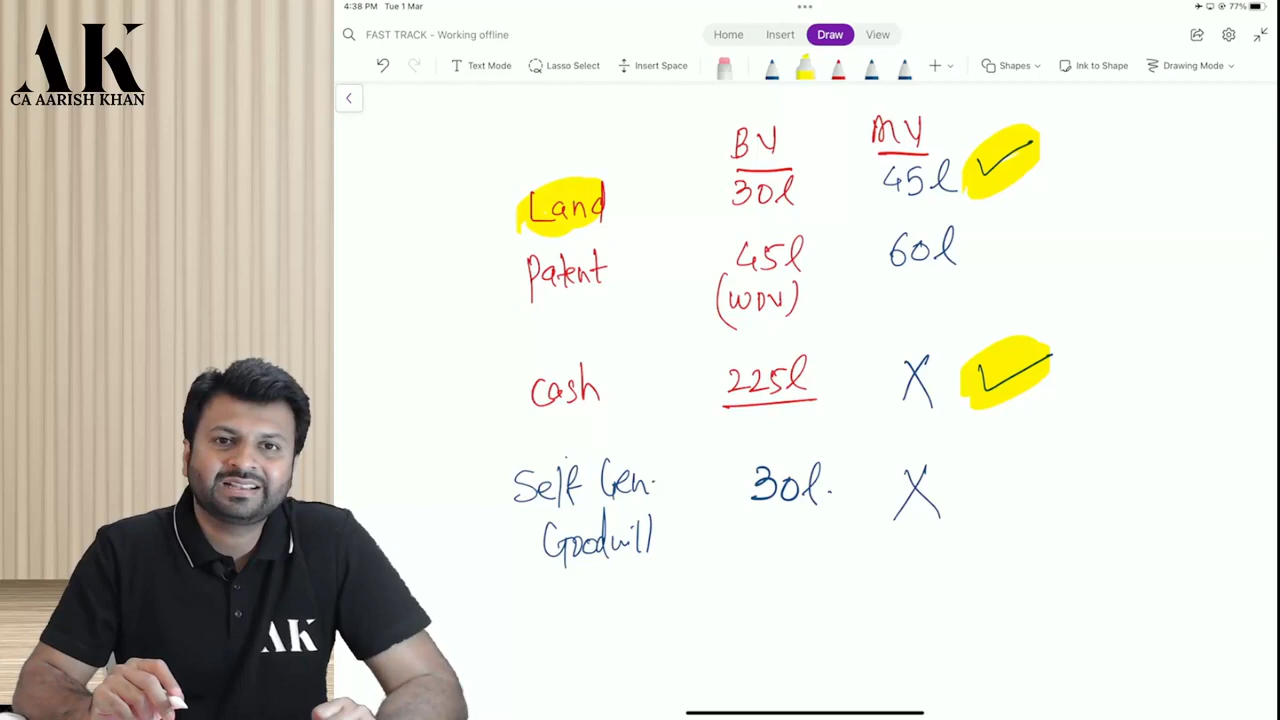 4:38 PM Tue 1 Mar
77%
AK
CA AARISH KHAN
FAST TRACK - Working offline
Home Insert Draw View
Text Mode Lasso Select Insert Space Shapes Ink to Shape Drawing Mode
BV MV
Land 30l 45l
Patent 45l 60l
(WDV)
Cash 225l X
Self Gen. 30l. X
Goodwill
AK